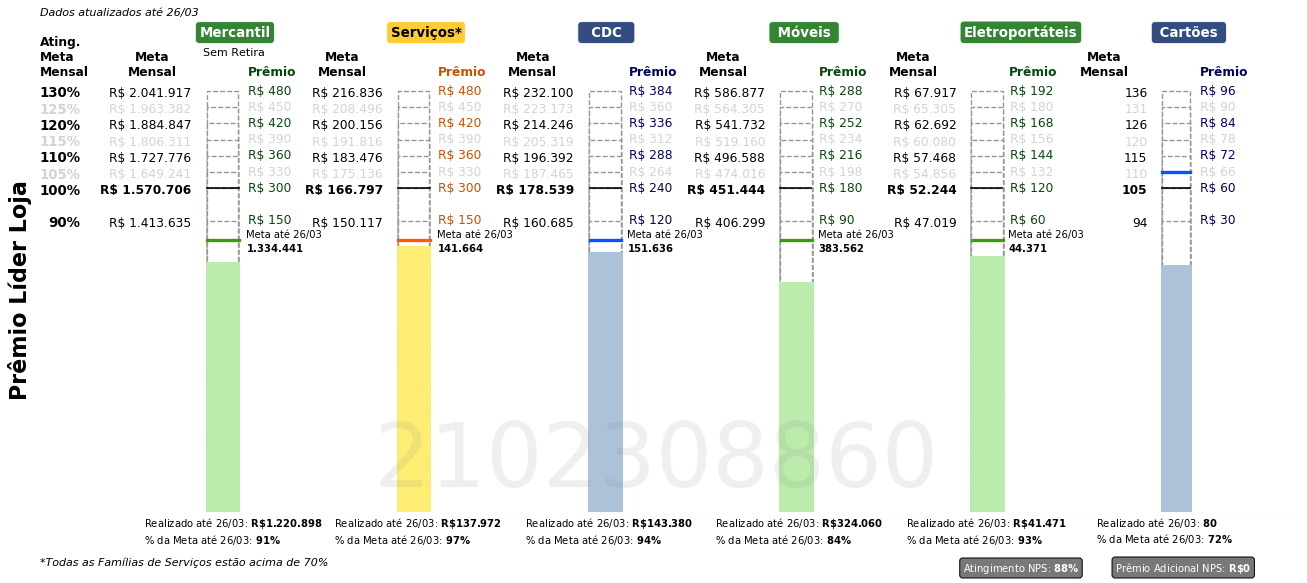 Dados atualizados até 26/03
Mercantil Serviços* CDC Móveis Eletroportáteis Cartões
Sem Retira
Ating. Meta Mensal Meta Mensal Prêmio Meta Mensal Prêmio Meta Mensal Prêmio Meta Mensal Prêmio Meta Mensal Prêmio Meta Mensal Prêmio
130% R$ 2.041.917 R$ 480 R$ 216.836 R$ 480 R$ 232.100 R$ 384 R$ 586.877 R$ 288 R$ 67.917 R$ 192 136 R$ 96
125% R$ 1.963.382 R$ 450 R$ 208.496 R$ 450 R$ 223.173 R$ 360 R$ 564.305 R$ 270 R$ 65.305 R$ 180 131 R$ 90
120% R$ 1.884.847 R$ 420 R$ 200.156 R$ 420 R$ 214.246 R$ 336 R$ 541.732 R$ 252 R$ 62.692 R$ 168 126 R$ 84
115% R$ 1.806.311 R$ 390 R$ 191.816 R$ 390 R$ 205.319 R$ 312 R$ 519.160 R$ 234 R$ 60.080 R$ 156 120 R$ 78
110% R$ 1.727.776 R$ 360 R$ 183.476 R$ 360 R$ 196.392 R$ 288 R$ 496.588 R$ 216 R$ 57.468 R$ 144 115 R$ 72
105% R$ 1.649.241 R$ 330 R$ 175.136 R$ 330 R$ 187.465 R$ 264 R$ 474.016 R$ 198 R$ 54.856 R$ 132 110 R$ 66
100% R$ 1.570.706 R$ 300 R$ 166.797 R$ 300 R$ 178.539 R$ 240 R$ 451.444 R$ 180 R$ 52.244 R$ 120 105 R$ 60
90% R$ 1.413.635 R$ 150 R$ 150.117 R$ 150 R$ 160.685 R$ 120 R$ 406.299 R$ 90 R$ 47.019 R$ 60 94 R$ 30
Meta até 26/03 Meta até 26/03 Meta até 26/03 Meta até 26/03 Meta até 26/03
1.334.441 141.664 151.636 383.562 44.371
Prêmio Líder Loja
2102308860
Realizado até 26/03: R$1.220.898 Realizado até 26/03: R$137.972 Realizado até 26/03: R$143.380 Realizado até 26/03: R$324.060 Realizado até 26/03: R$41.471 Realizado até 26/03: 80
% da Meta até 26/03: 91% % da Meta até 26/03: 97% % da Meta até 26/03: 94% % da Meta até 26/03: 84% % da Meta até 26/03: 93% % da Meta até 26/03: 72%
*Todas as Famílias de Serviços estão acima de 70% Atingimento NPS: 88% Prêmio Adicional NPS: R$0